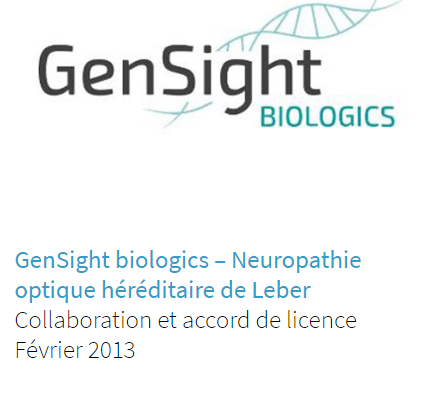 GenSight
BIOLOGICS
GenSight biologics – Neuropathie
optique héréditaire de Leber
Collaboration et accord de licence
Février 2013